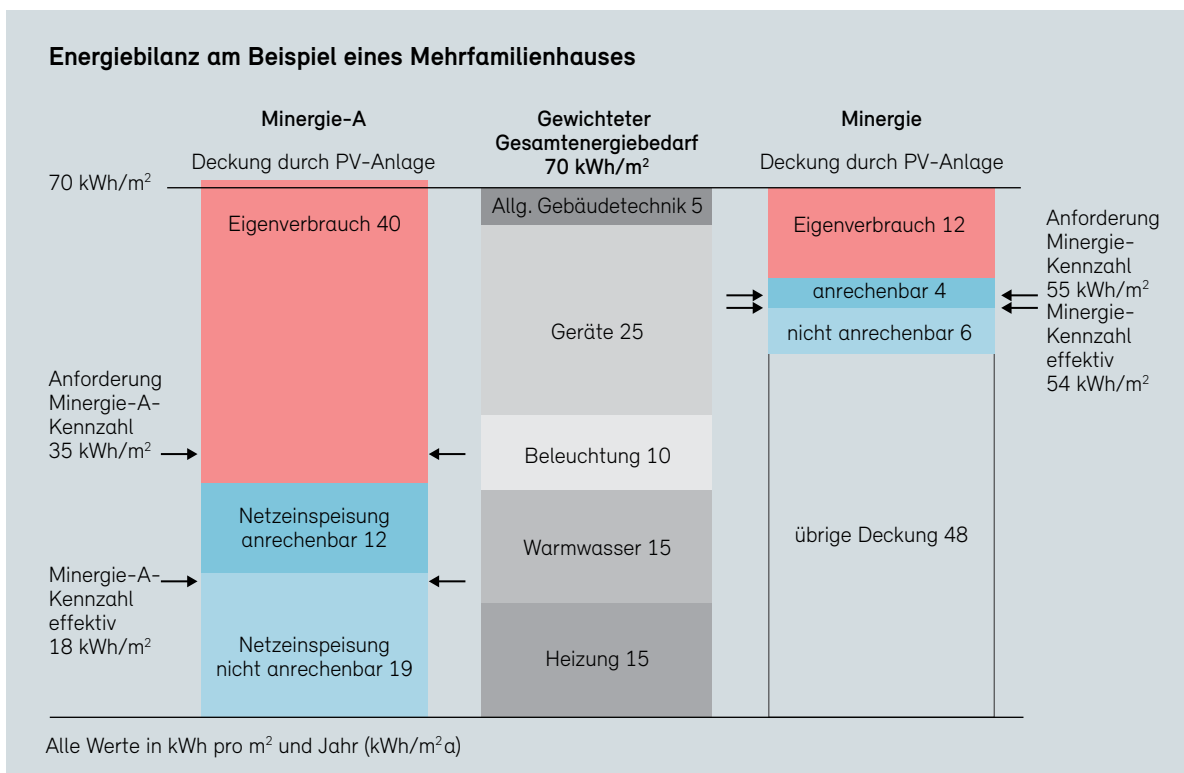 Energiebilanz am Beispiel eines Mehrfamilienhauses
Minergie-A
Deckung durch PV-Anlage
70 kWh/m²
Eigenverbrauch 40
Anforderung
Minergie-A-
Kennzahl
35 kWh/m²
Netzeinspeisung
anrechenbar 12
Minergie-A-
Kennzahl
effektiv
18 kWh/m²
Netzeinspeisung
nicht anrechenbar 19
Gewichteter
Gesamtenergiebedarf
70 kWh/m²
Allg. Gebäudetechnik 5
Geräte 25
Beleuchtung 10
Warmwasser 15
Heizung 15
Minergie
Deckung durch PV-Anlage
Eigenverbrauch 12
anrechenbar 4
nicht anrechenbar 6
übrige Deckung 48
Anforderung
Minergie-
Kennzahl
55 kWh/m²
Minergie-
Kennzahl
effektiv
54 kWh/m²
Alle Werte in kWh pro m² und Jahr (kWh/m²a)